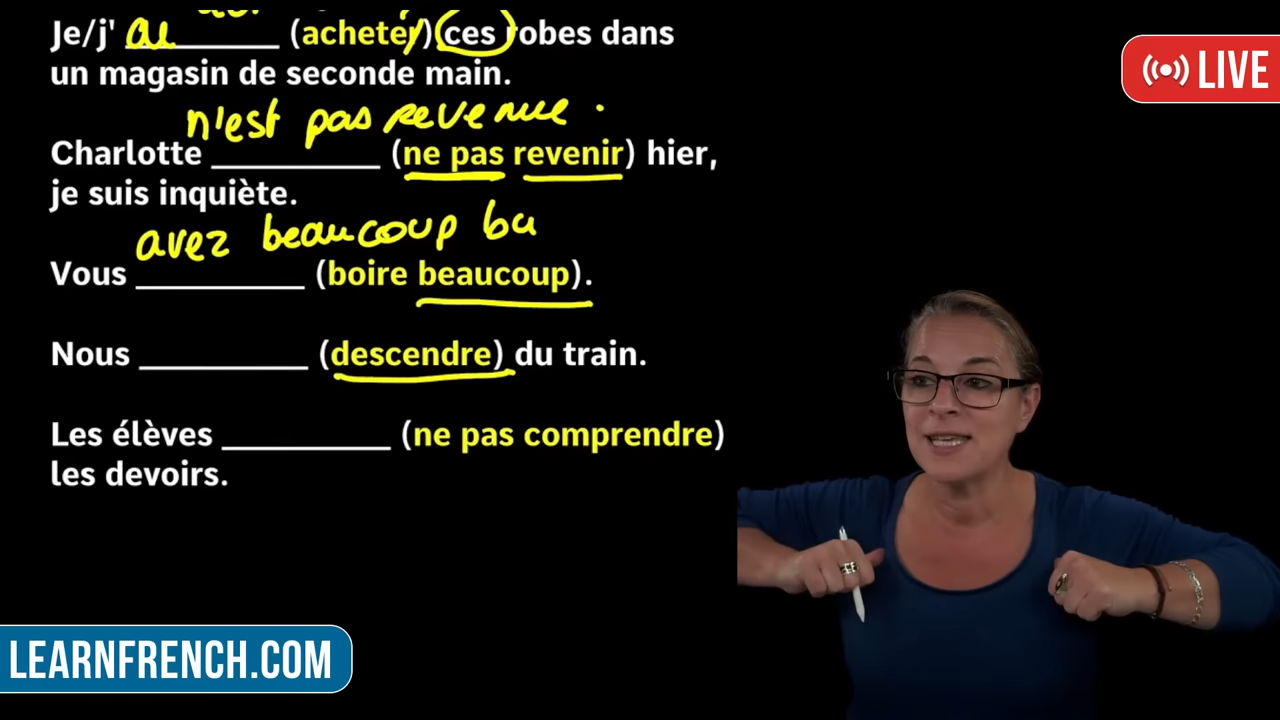 Je/j' ai ________ (acheter) ces robes dans
un magasin de seconde main.
n'est pas revenue.
Charlotte __________ (ne pas revenir) hier,
je suis inquiète.
avez beaucoup bu
Vous __________ (boire beaucoup).
Nous __________ (descendre) du train.
Les élèves __________ (ne pas comprendre)
les devoirs.
LIVE
LEARNFRENCH.COM